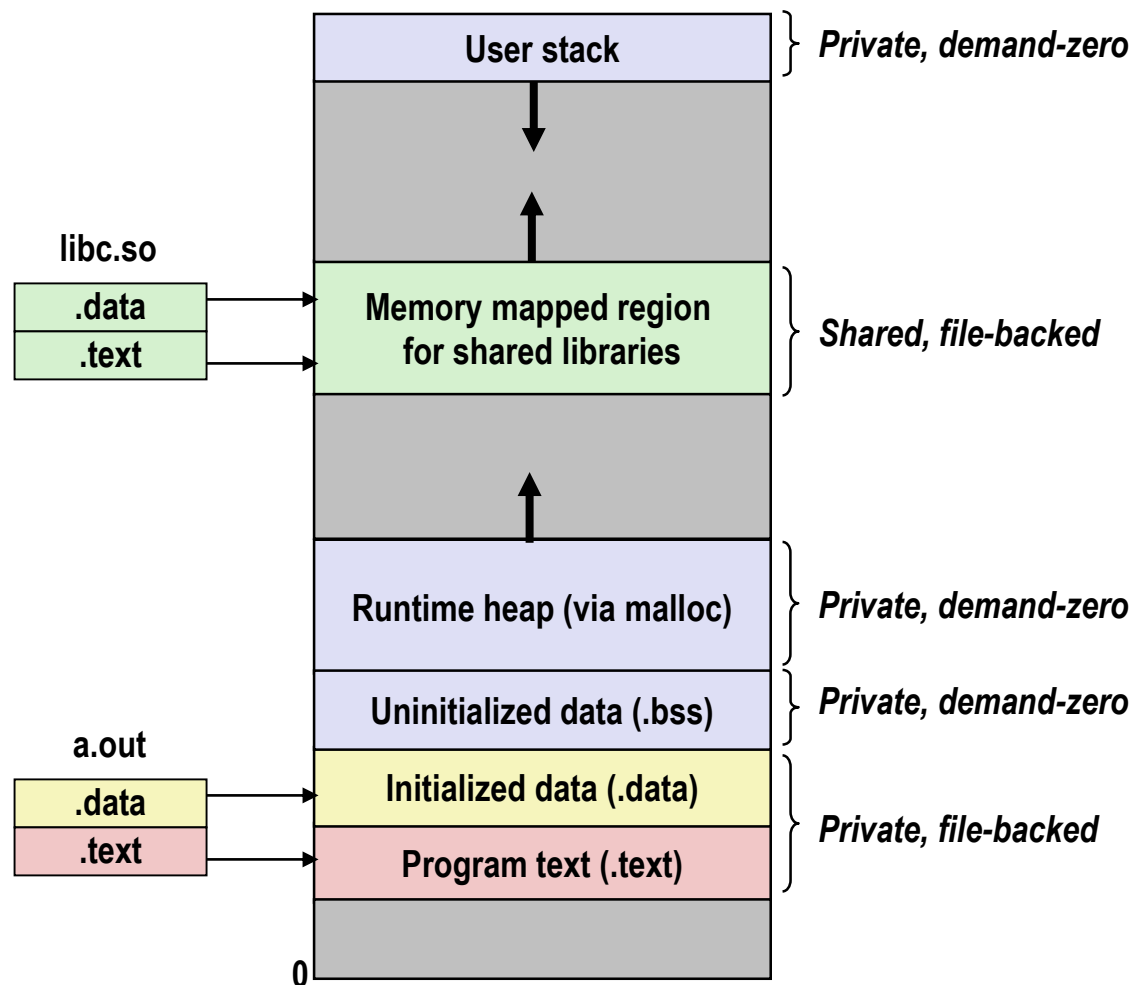 User stack
Private, demand-zero
libc.so
.data
.text
Memory mapped region
for shared libraries
Shared, file-backed
Runtime heap (via malloc)
Private, demand-zero
Uninitialized data (.bss)
Private, demand-zero
a.out
.data
.text
Initialized data (.data)
Program text (.text)
Private, file-backed
0